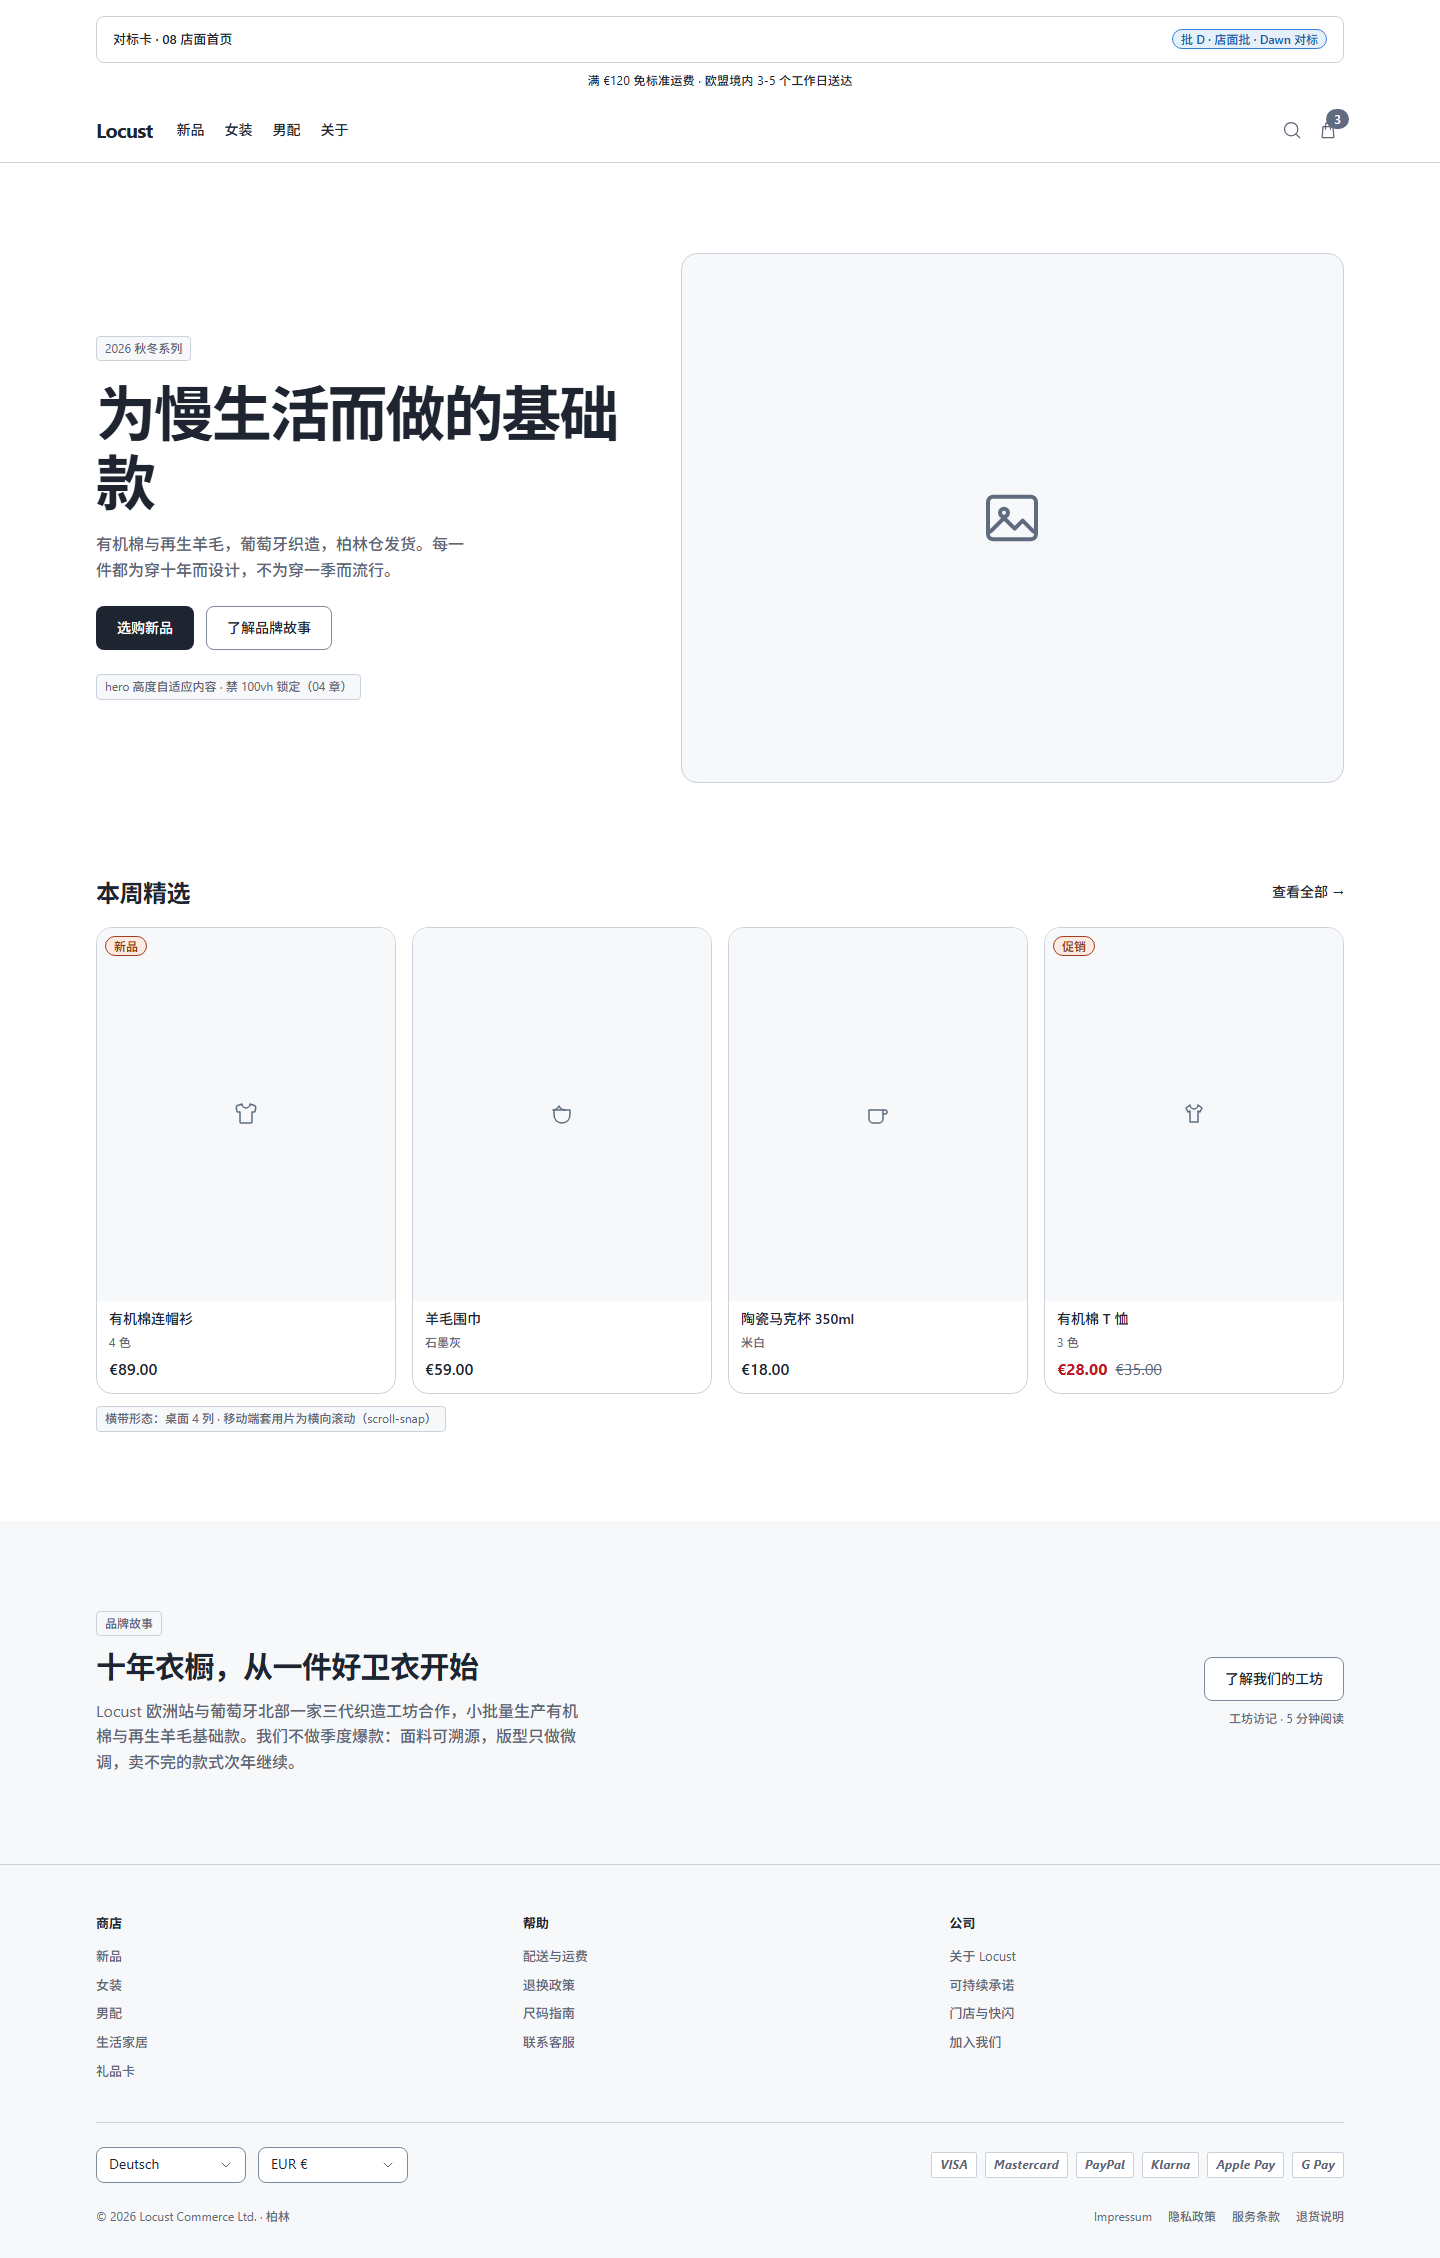 对标卡 · 08 店面首页
批 D · 店面批 · Dawn 对标
满 €120 免标准运费 · 欧盟境内 3-5 个工作日送达
Locust 新品 女装 男配 关于
3
2026 秋冬系列
为慢生活而做的基础
款
有机棉与再生羊毛，葡萄牙织造，柏林仓发货。每一
件都为穿十年而设计，不为穿一季而流行。
选购新品 了解品牌故事
hero 高度自适应内容 · 禁 100vh 锁定（04 章）
本周精选
查看全部 →
新品
有机棉连帽衫
4 色
€89.00
羊毛围巾
石墨灰
€59.00
陶瓷马克杯 350ml
米白
€18.00
促销
有机棉 T 恤
3 色
€28.00 €35.00
横带形态：桌面 4 列 · 移动端套用片为横向滚动（scroll-snap）
品牌故事
十年衣橱，从一件好卫衣开始
Locust 欧洲站与葡萄牙北部一家三代织造工坊合作，小批量生产有机
棉与再生羊毛基础款。我们不做季度爆款：面料可溯源，版型只做微
调，卖不完的款式次年继续。
了解我们的工坊
工坊访记 · 5 分钟阅读
商店
新品
女装
男配
生活家居
礼品卡
帮助
配送与运费
退换政策
尺码指南
联系客服
公司
关于 Locust
可持续承诺
门店与快闪
加入我们
Deutsch EUR €
VISA Mastercard PayPal Klarna Apple Pay G Pay
© 2026 Locust Commerce Ltd. · 柏林
Impressum 隐私政策 服务条款 退货说明